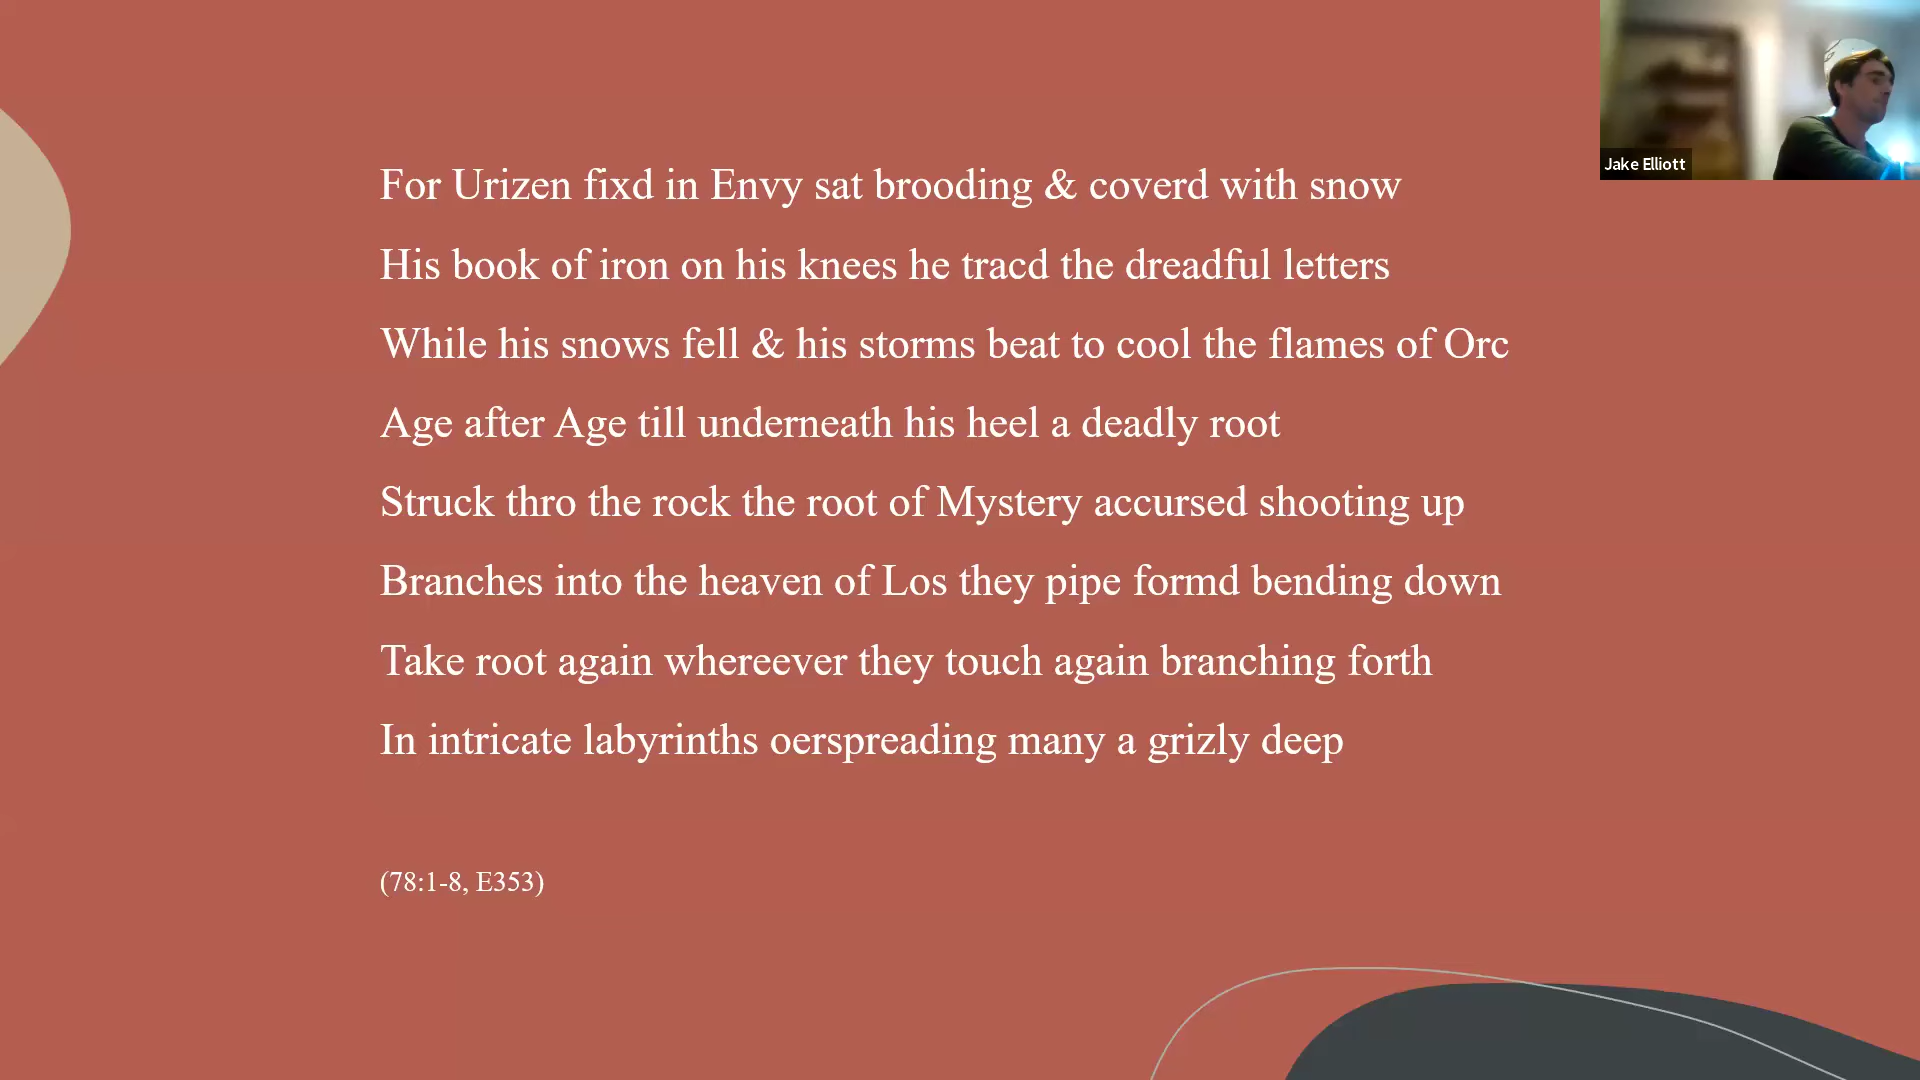 For Urizen fixd in Envy sat brooding & coverd with snow
His book of iron on his knees he tracd the dreadful letters
While his snows fell & his storms beat to cool the flames of Orc
Age after Age till underneath his heel a deadly root
Struck thro the rock the root of Mystery accursed shooting up
Branches into the heaven of Los they pipe formd bending down
Take root again whereever they touch again branching forth
In intricate labyrinths oerspreading many a grizly deep
(78:1-8, E353)
Jake Elliott